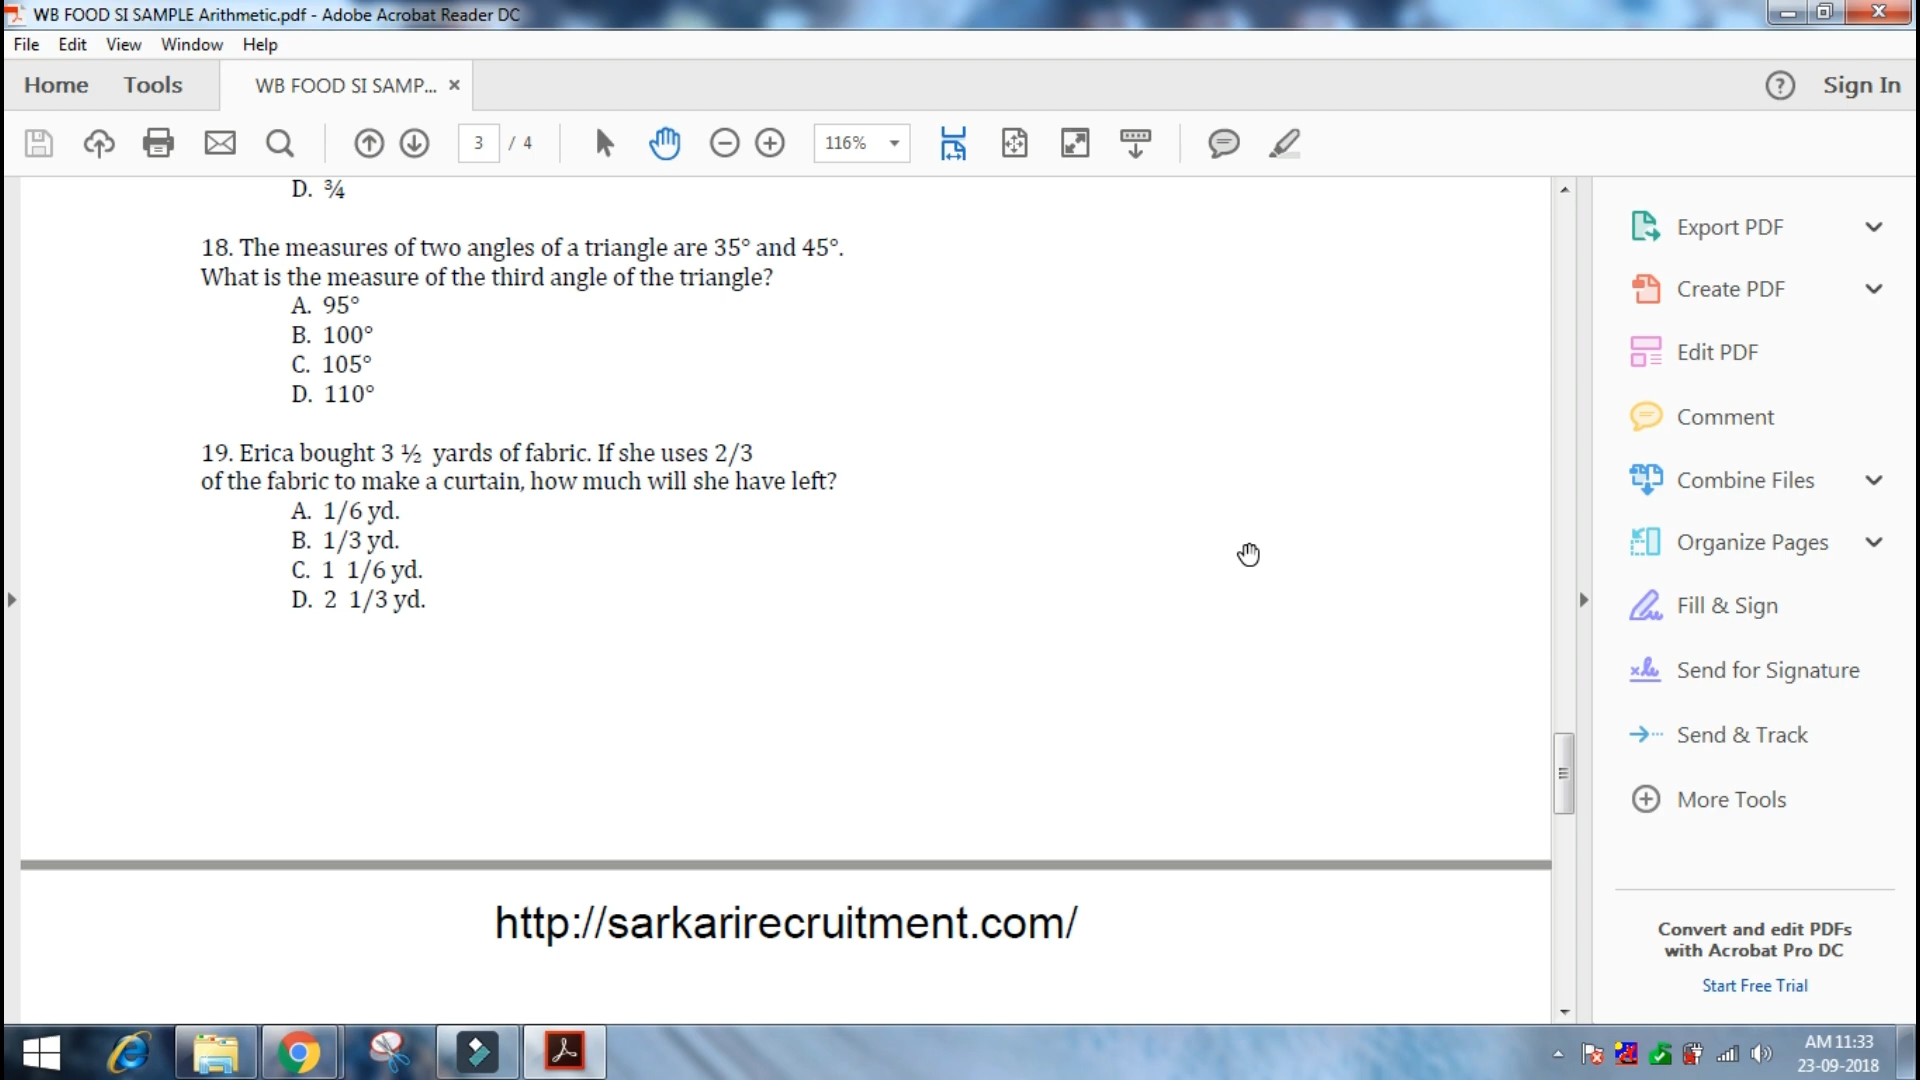 WB FOOD SI SAMPLE Arithmetic.pdf - Adobe Acrobat Reader DC
File Edit View Window Help
Home Tools WB FOOD SI SAMP... × ? Sign In
3 / 4 116%
D. ¾
18. The measures of two angles of a triangle are 35° and 45°.
What is the measure of the third angle of the triangle?
A. 95°
B. 100°
C. 105°
D. 110°
19. Erica bought 3 ½ yards of fabric. If she uses 2/3
of the fabric to make a curtain, how much will she have left?
A. 1/6 yd.
B. 1/3 yd.
C. 1 1/6 yd.
D. 2 1/3 yd.
http://sarkarirecruitment.com/
Export PDF
Create PDF
Edit PDF
Comment
Combine Files
Organize Pages
Fill & Sign
Send for Signature
Send & Track
More Tools
Convert and edit PDFs
with Acrobat Pro DC
Start Free Trial
AM 11:33
23-09-2018